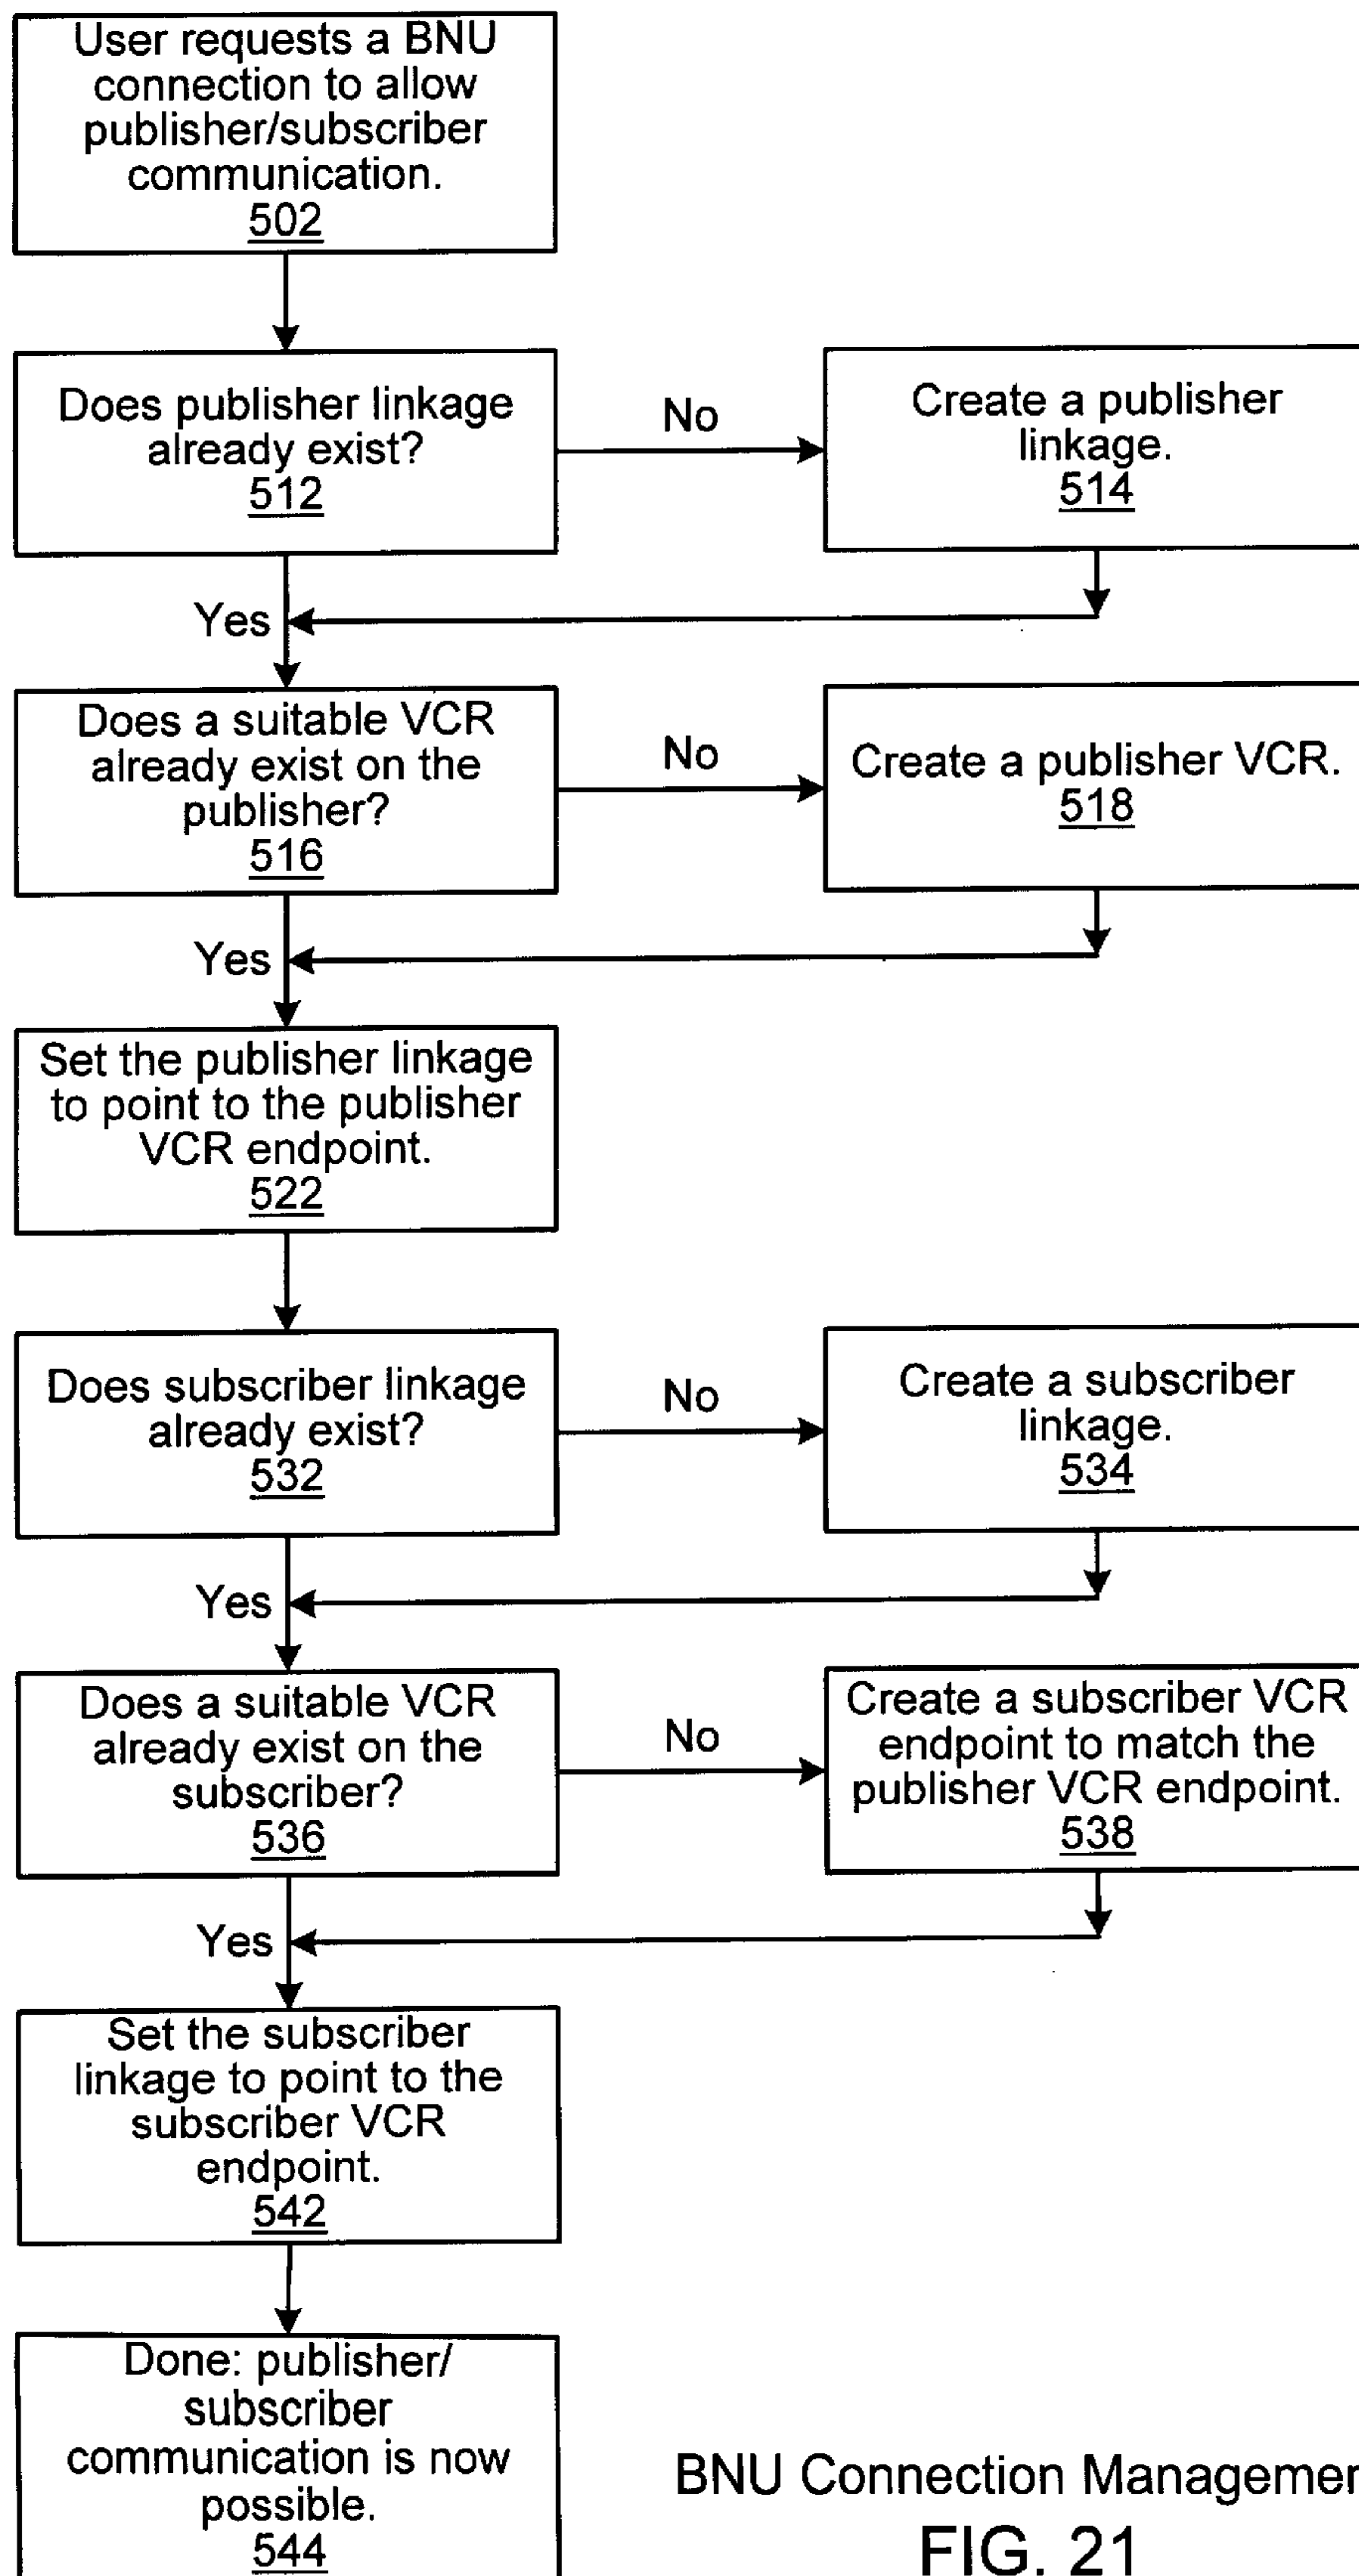 User requests a BNU
connection to allow
publisher/subscriber
communication.
502
Does publisher linkage
already exist?
512
No
Create a publisher
linkage.
514
Yes
Does a suitable VCR
already exist on the
publisher?
516
No
Create a publisher VCR.
518
Yes
Set the publisher linkage
to point to the publisher
VCR endpoint.
522
Does subscriber linkage
already exist?
532
No
Create a subscriber
linkage.
534
Yes
Does a suitable VCR
already exist on the
subscriber?
536
No
Create a subscriber VCR
endpoint to match the
publisher VCR endpoint.
538
Yes
Set the subscriber
linkage to point to the
subscriber VCR
endpoint.
542
Done: publisher/
subscriber
communication is now
possible.
544
BNU Connection
FIG. 21